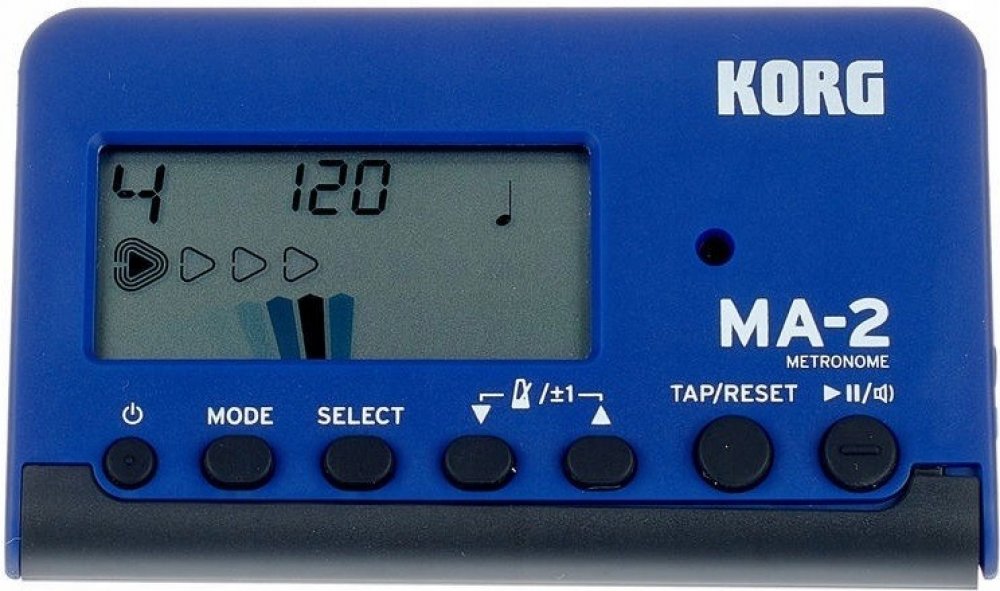 KORG
4 120
MA-2
METRONOME
MODE SELECT /±1 TAP/RESET /